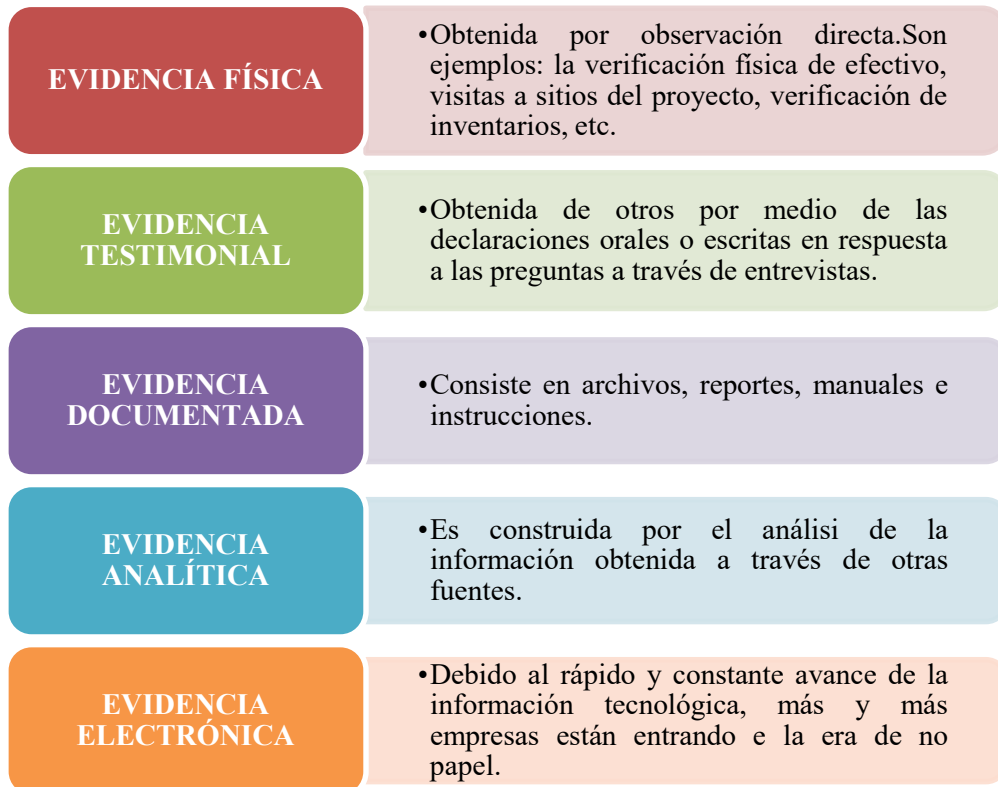 EVIDENCIA FÍSICA
•Obtenida por observación directa.Son
ejemplos: la verificación física de efectivo,
visitas a sitios del proyecto, verificación de
inventarios, etc.
EVIDENCIA
TESTIMONIAL
•Obtenida de otros por medio de las
declaraciones orales o escritas en respuesta
a las preguntas a través de entrevistas.
EVIDENCIA
DOCUMENTADA
•Consiste en archivos, reportes, manuales e
instrucciones.
EVIDENCIA
ANALÍTICA
•Es construida por el análisi de la
información obtenida a través de otras
fuentes.
EVIDENCIA
ELECTRÓNICA
•Debido al rápido y constante avance de la
información tecnológica, más y más
empresas están entrando e la era de no
papel.